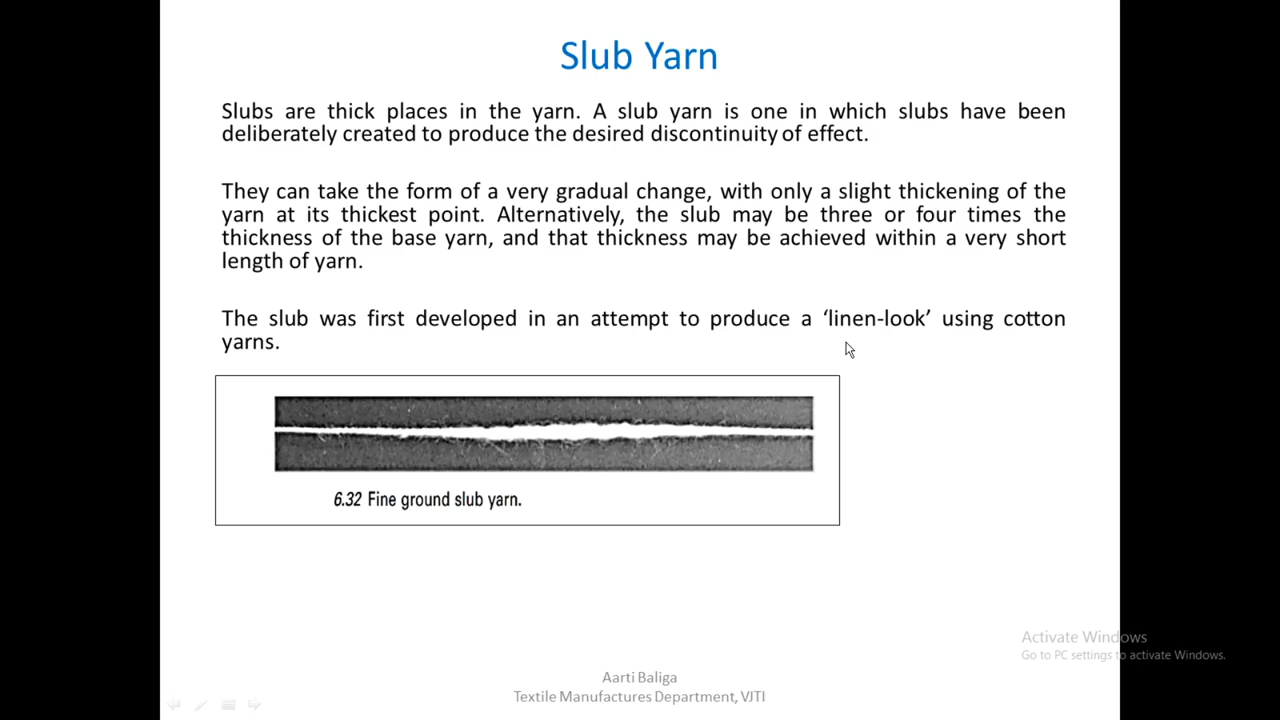 Slub Yarn
Slubs are thick places in the yarn. A slub yarn is one in which slubs have been
deliberately created to produce the desired discontinuity of effect.
They can take the form of a very gradual change, with only a slight thickening of the
yarn at its thickest point. Alternatively, the slub may be three or four times the
thickness of the base yarn, and that thickness may be achieved within a very short
length of yarn.
The slub was first developed in an attempt to produce a ‘linen-look’ using cotton
yarns.
6.32 Fine ground slub yarn.
Activate Windows
Go to PC settings to activate Windows.
Aarti Baliga
Textile Manufactures Department, VJTI